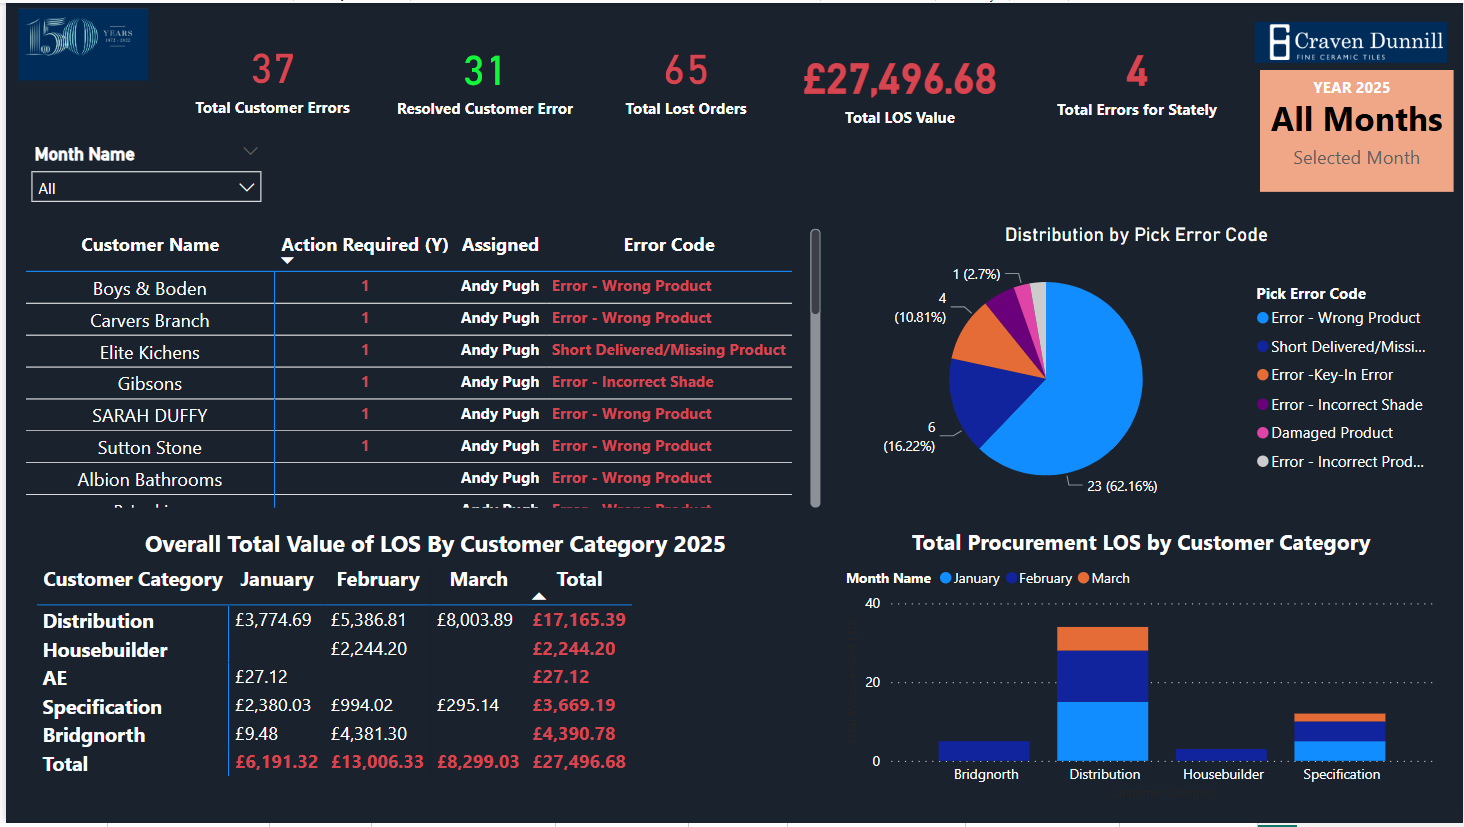 150 YEARS
1872 - 2022
Craven Dunnill
FINE CERAMIC TILES
37
Total Customer Errors
31
Resolved Customer Error
65
Total Lost Orders
£27,496.68
Total LOS Value
4
Total Errors for Stately
YEAR 2025
All Months
Selected Month
Month Name
All
Customer Name Action Required (Y) Assigned Error Code
Boys & Boden 1 Andy Pugh Error - Wrong Product
Carvers Branch 1 Andy Pugh Error - Wrong Product
Elite Kichens 1 Andy Pugh Short Delivered/Missing Product
Gibsons 1 Andy Pugh Error - Incorrect Shade
SARAH DUFFY 1 Andy Pugh Error - Wrong Product
Sutton Stone 1 Andy Pugh Error - Wrong Product
Albion Bathrooms Andy Pugh Error - Wrong Product
Distribution by Pick Error Code
1 (2.7%)
4
(10.81%)
6
(16.22%)
23 (62.16%)
Pick Error Code
Error - Wrong Product
Short Delivered/Missi...
Error -Key-In Error
Error - Incorrect Shade
Damaged Product
Error - Incorrect Prod...
Overall Total Value of LOS By Customer Category 2025
Customer Category January February March Total
Distribution £3,774.69 £5,386.81 £8,003.89 £17,165.39
Housebuilder £2,244.20 £2,244.20
AE £27.12 £27.12
Specification £2,380.03 £994.02 £295.14 £3,669.19
Bridgnorth £9.48 £4,381.30 £4,390.78
Total £6,191.32 £13,006.33 £8,299.03 £27,496.68
Total Procurement LOS by Customer Category
Month Name January February March
40
20
0
Bridgnorth Distribution Housebuilder Specification